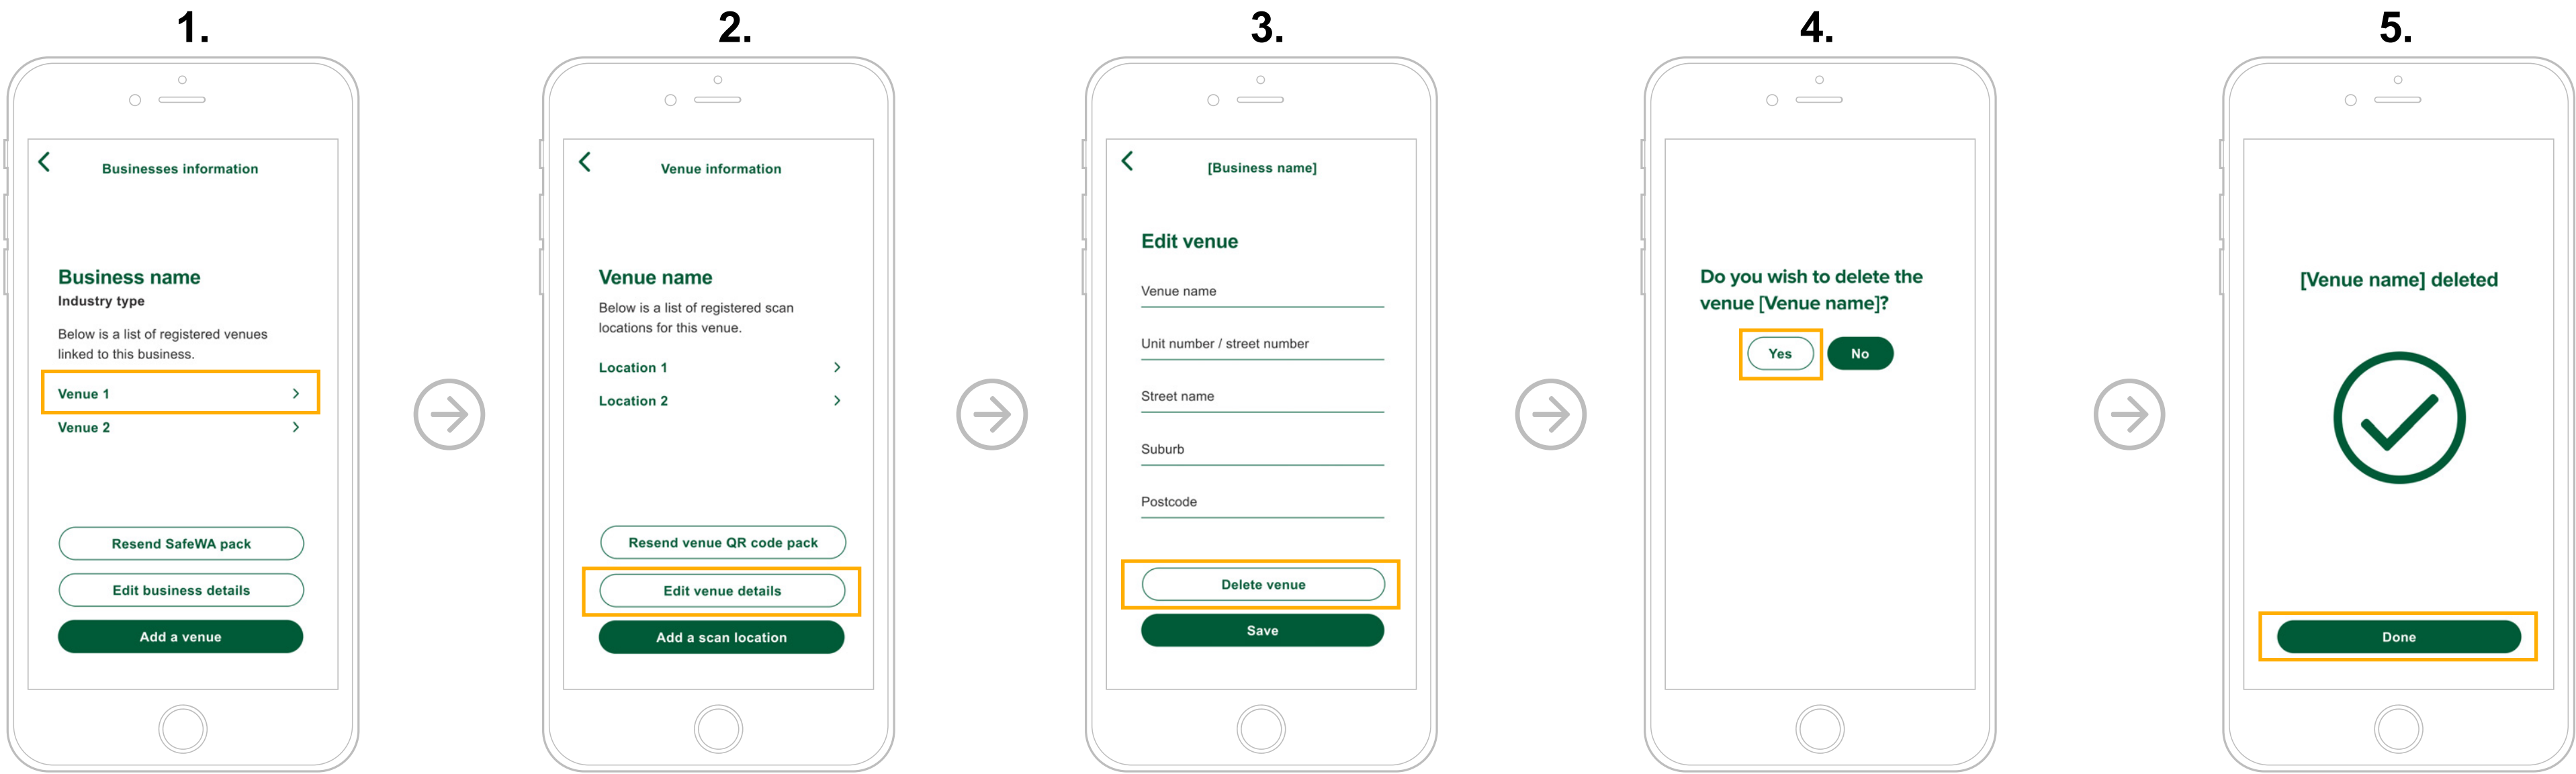 1.
Businesses information
Business name
Industry type
Below is a list of registered venues
linked to this business.
Venue 1
Venue 2
Resend SafeWA pack
Edit business details
Add a venue
2.
Venue information
Venue name
Below is a list of registered scan
locations for this venue.
Location 1
Location 2
Resend venue QR code pack
Edit venue details
Add a scan location
3.
[Business name]
Edit venue
Venue name
Unit number / street number
Street name
Suburb
Postcode
Delete venue
Save
4.
Do you wish to delete the
venue [Venue name]?
Yes No
5.
[Venue name] deleted
Done